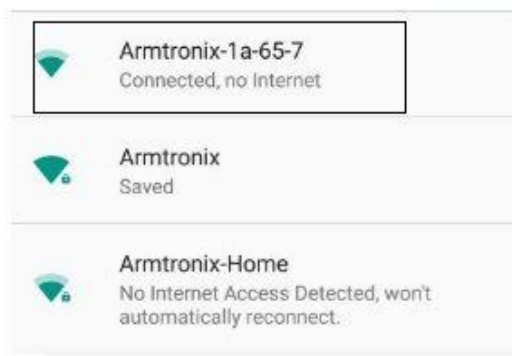 Armtronix-1a-65-7
Connected, no Internet
Armtronix
Saved
Armtronix-Home
No Internet Access Detected, won't
automatically reconnect.